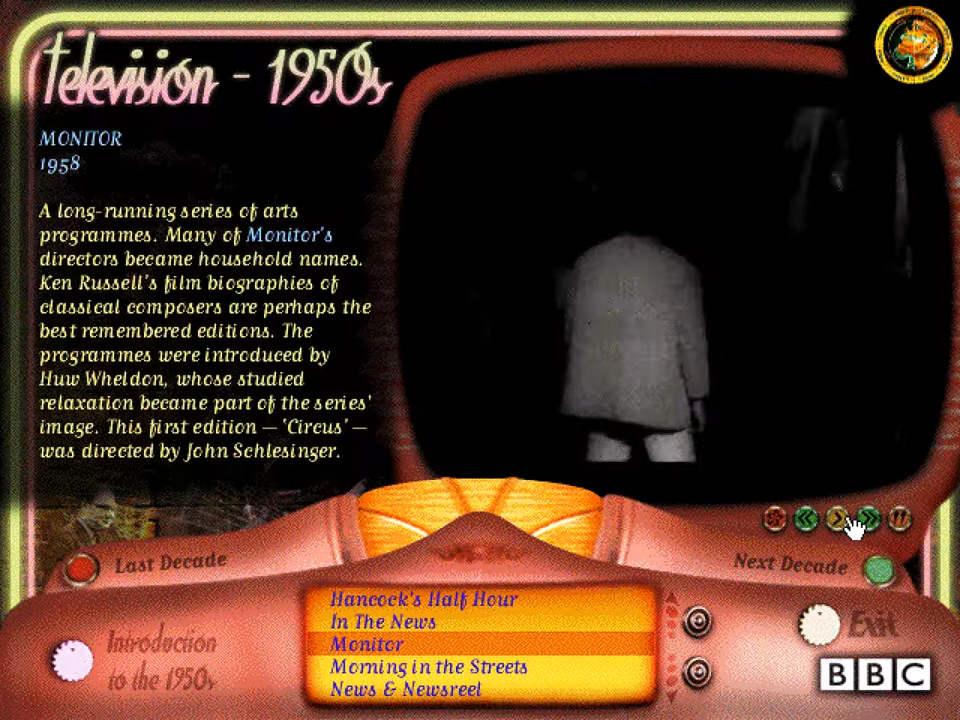 Television - 1950s
MONITOR
1958
A long-running series of arts
programmes. Many of Monitor's
directors became household names.
Ken Russell's film biographies of
classical composers are perhaps the
best remembered editions. The
programmes were introduced by
Huw Wheldon, whose studied
relaxation became part of the series'
image. This first edition — 'Circus' —
was directed by John Schlesinger.
Last Decade
Next Decade
Introduction
to the 1950s
Hancock's Half Hour
In The News
Monitor
Morning in the Streets
News & Newsreel
Exit
BBC